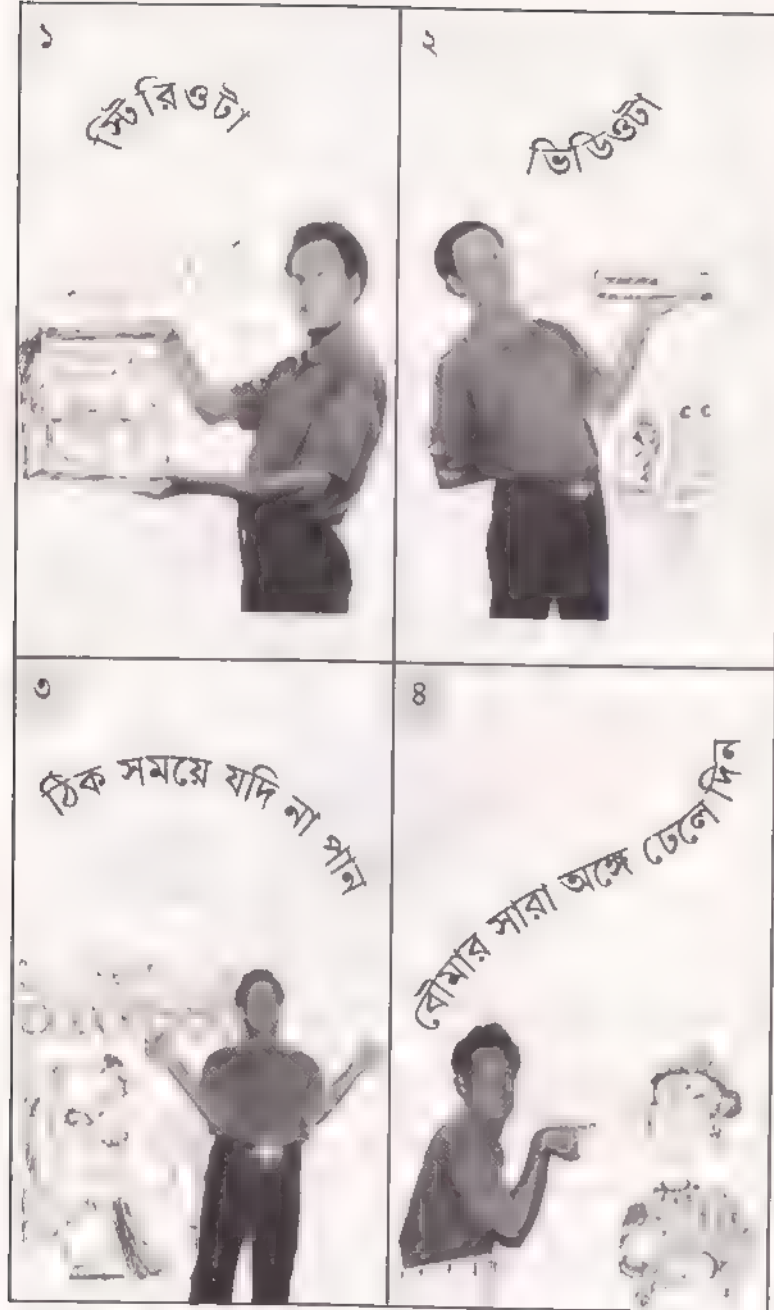 ১
স্টিরিওটা
২
ভিডিওটা
৩
ঠিক সময়ে যদি না পান
৪
বৌমার সারা অঙ্গে ঢেলে দিন